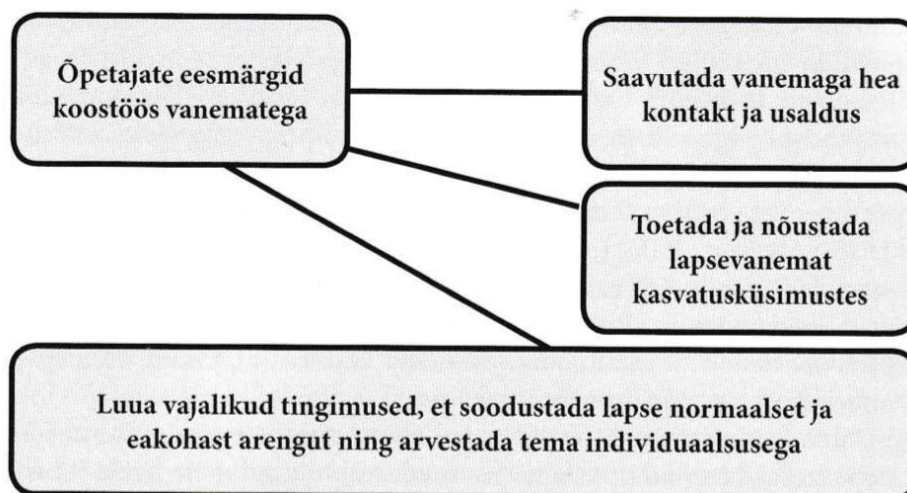 Õpetajate eesmärgid
koostöös vanematega
Saavutada vanemaga hea
kontakt ja usaldus
Toetada ja nõustada
lapsevanemat
kasvatusküsimustes
Luua vajalikud tingimused, et soodustada lapse normaalset ja
eakohast arengut ning arvestada tema individuaalsusega